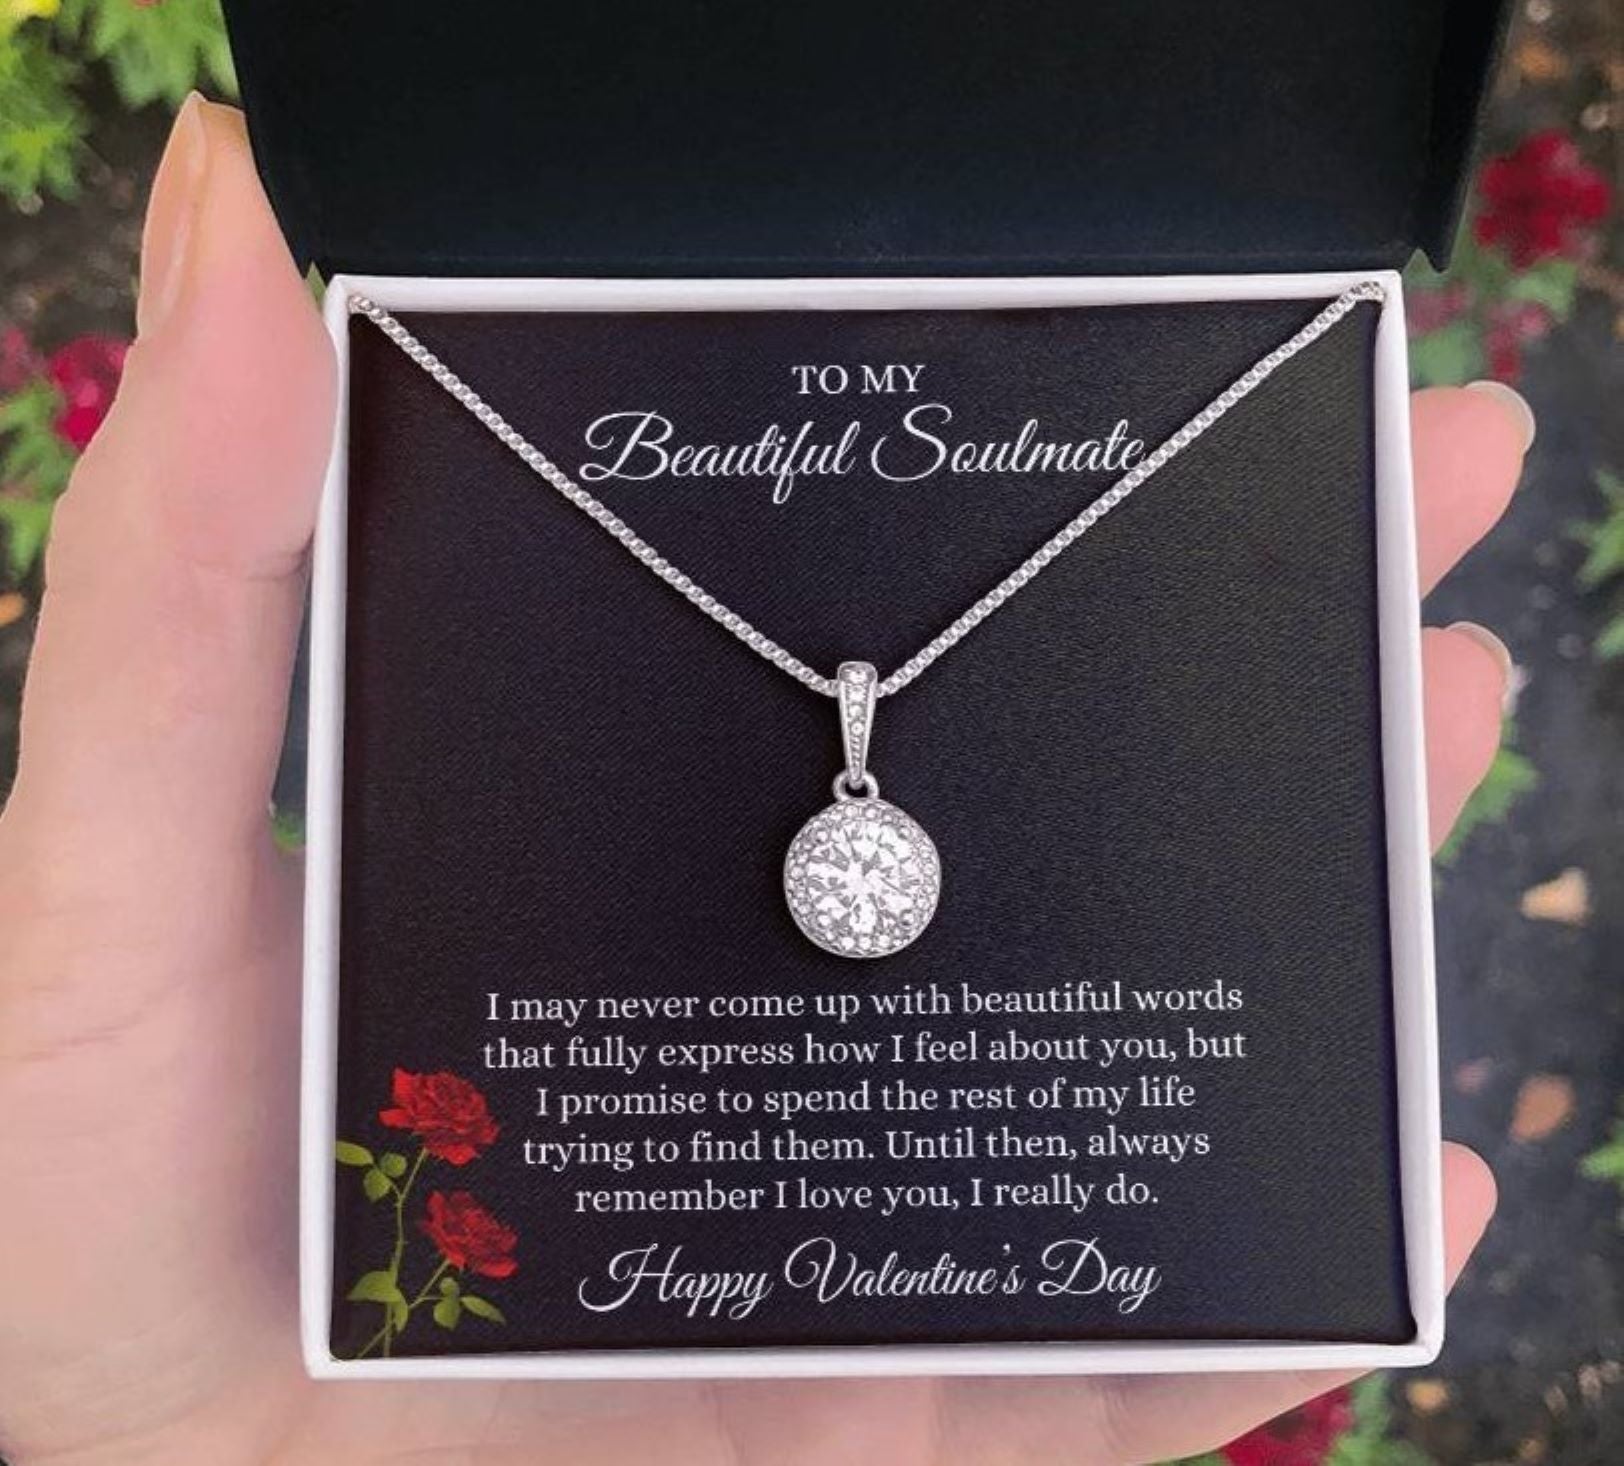 TO MY
Beautiful Soulmate
I may never come up with beautiful words
that fully express how I feel about you, but
I promise to spend the rest of my life
trying to find them. Until then, always
remember I love you, I really do.
Happy Valentine's Day